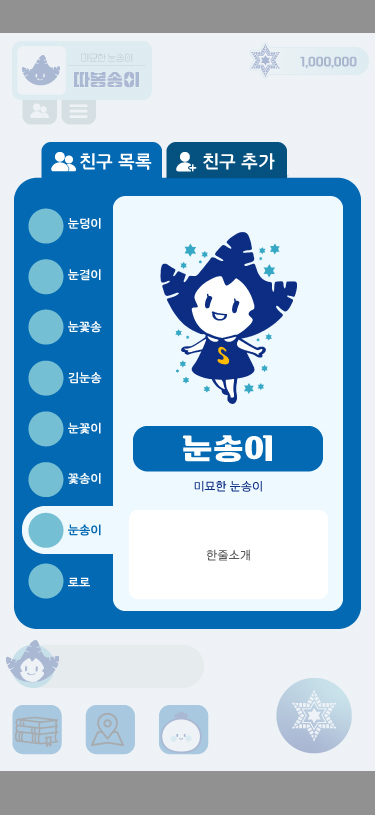 미묘한 눈송이
따봉송이
1,000,000
친구 목록
친구 추가
눈덩이
눈결이
눈꽃송
김눈송
눈꽃이
꽃송이
눈송이
로로
눈송이
미묘한 눈송이
한줄소개